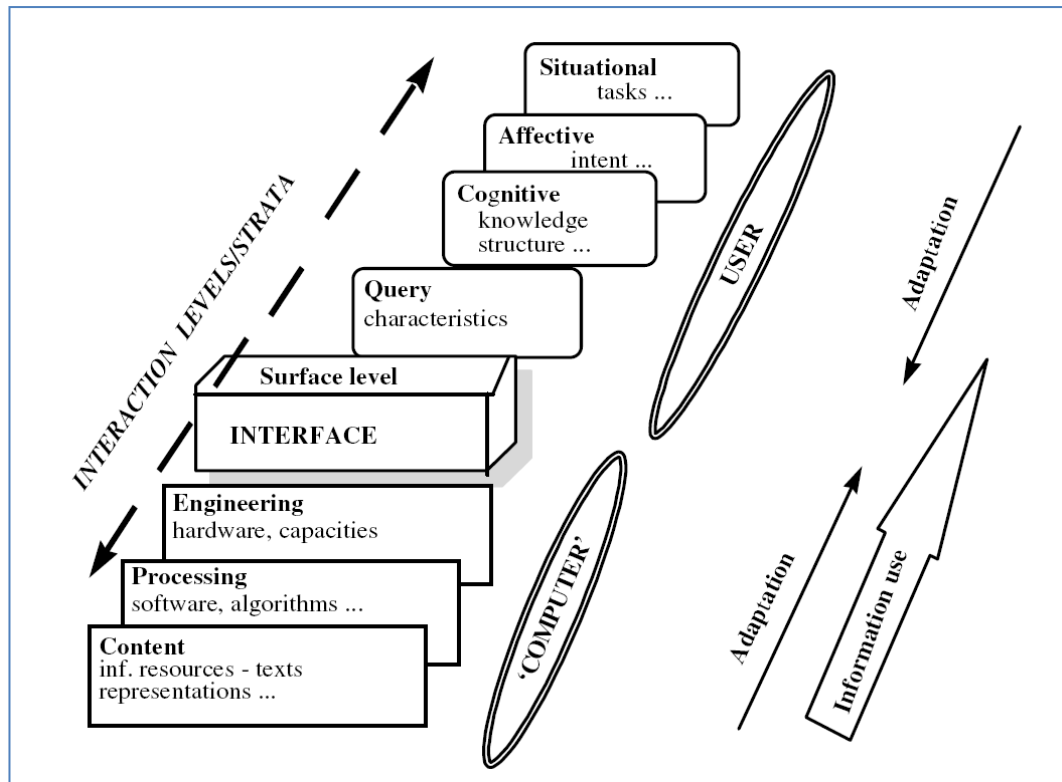 Situational
tasks ...
Affective
intent ...
Cognitive
knowledge
structure ...
Query
characteristics
Surface level
INTERFACE
Engineering
hardware, capacities
Processing
software, algorithms ...
Content
inf. resources - texts
representations ...
INTERACTION LEVELS/STRATA
USER
‘COMPUTER’
Adaptation
Adaptation
Information use